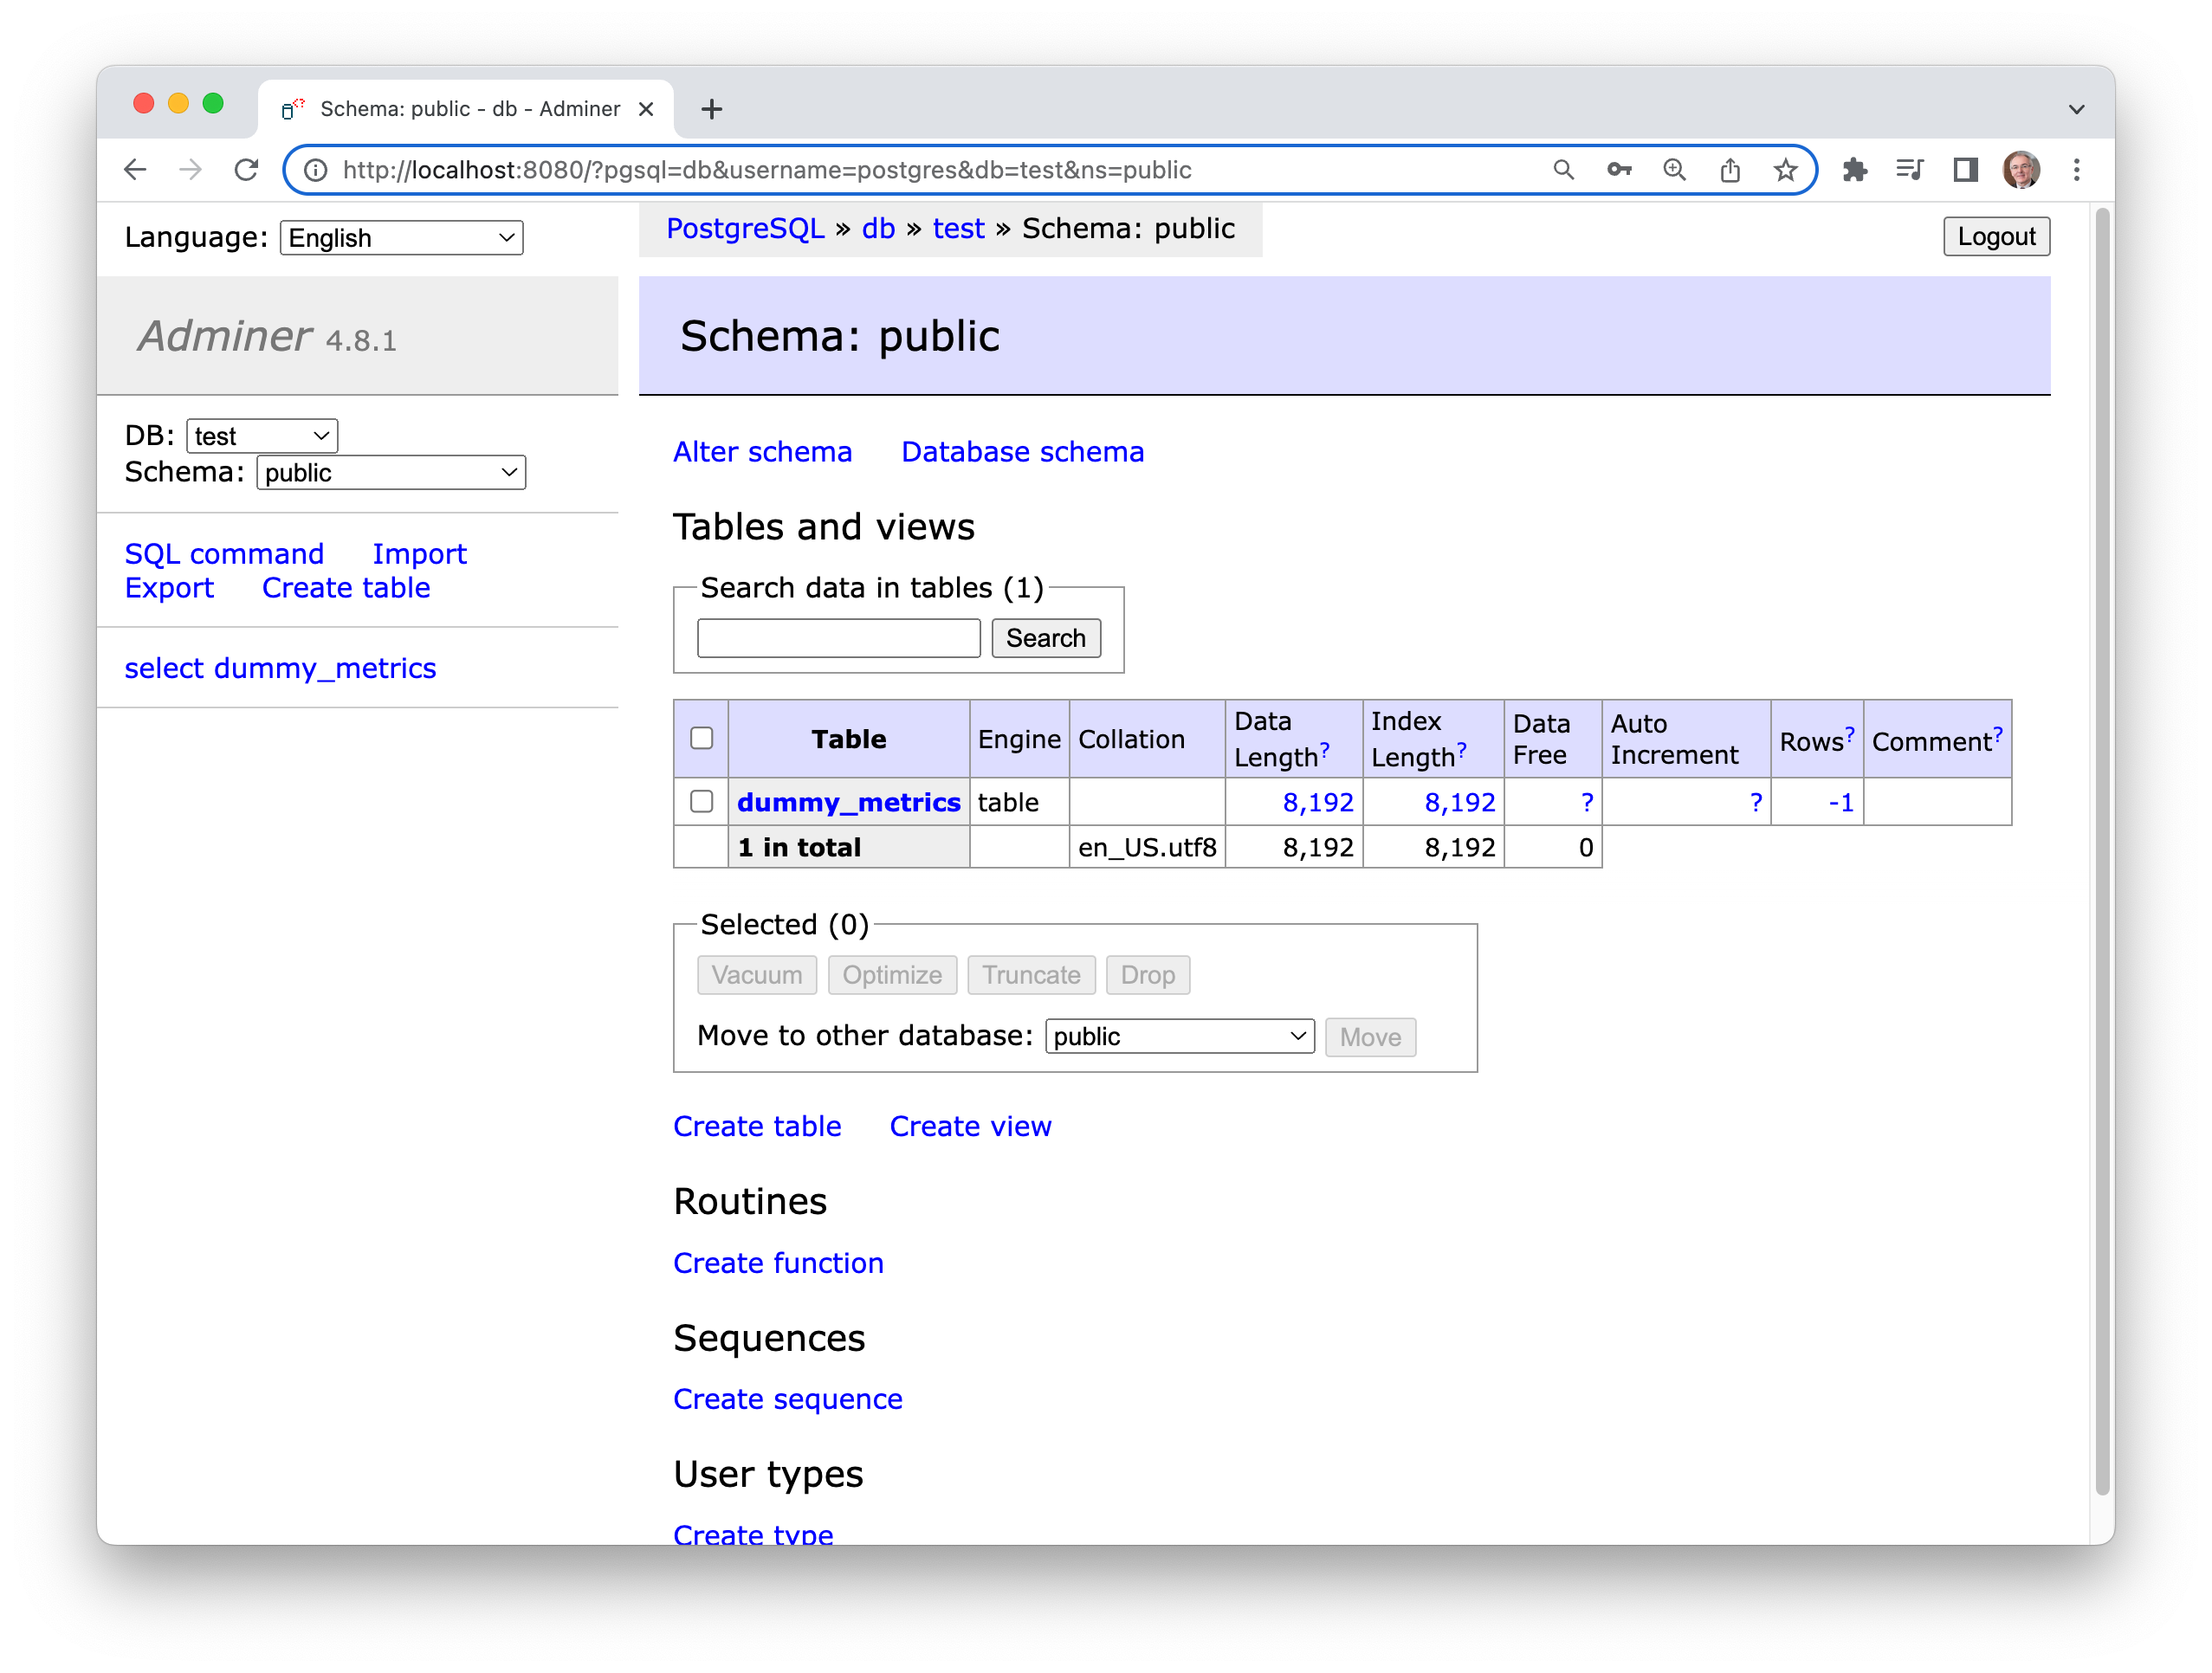 Schema: public - db - Adminer
http://localhost:8080/?pgsql=db&username=postgres&db=test&ns=public
Language: English
PostgreSQL » db » test » Schema: public
Logout
Adminer 4.8.1
Schema: public
DB: test
Schema: public
SQL command Import
Export Create table
select dummy_metrics
Alter schema Database schema
Tables and views
Search data in tables (1)
Search
Table Engine Collation Data Length? Index Length? Data Free Auto Increment Rows? Comment?
dummy_metrics table 8,192 8,192 ? ? -1
1 in total en_US.utf8 8,192 8,192 0
Selected (0)
Vacuum Optimize Truncate Drop
Move to other database: public Move
Create table Create view
Routines
Create function
Sequences
Create sequence
User types
Create type